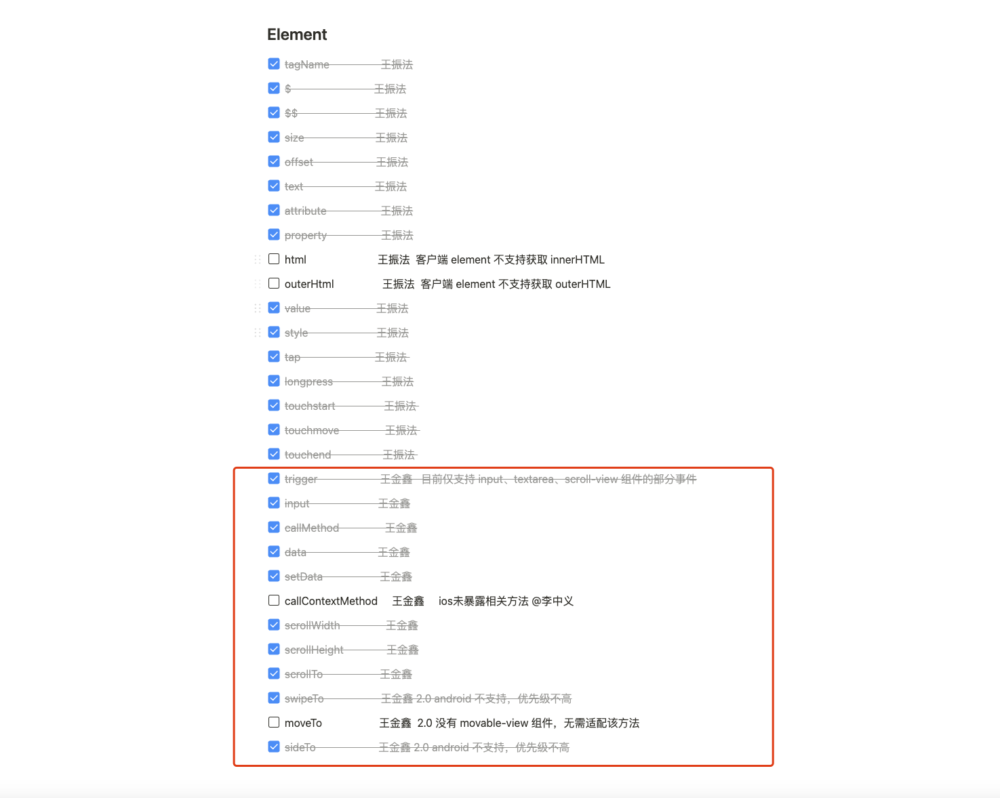 Element
tagName 王振法
$ 王振法
$$ 王振法
size 王振法
offset 王振法
text 王振法
attribute 王振法
property 王振法
html 王振法 客户端 element 不支持获取 innerHTML
outerHtml 王振法 客户端 element 不支持获取 outerHTML
value 王振法
style 王振法
tap 王振法
longpress 王振法
touchstart 王振法
touchmove 王振法
touchend 王振法
trigger 王金鑫 目前仅支持 input、textarea、scroll-view 组件的部分事件
input 王金鑫
callMethod 王金鑫
data 王金鑫
setData 王金鑫
callContextMethod 王金鑫 ios未暴露相关方法 @李中义
scrollWidth 王金鑫
scrollHeight 王金鑫
scrollTo 王金鑫
swipeTo 王金鑫 2.0 android 不支持，优先级不高
moveTo 王金鑫 2.0 没有 movable-view 组件，无需适配该方法
sideTo 王金鑫 2.0 android 不支持，优先级不高